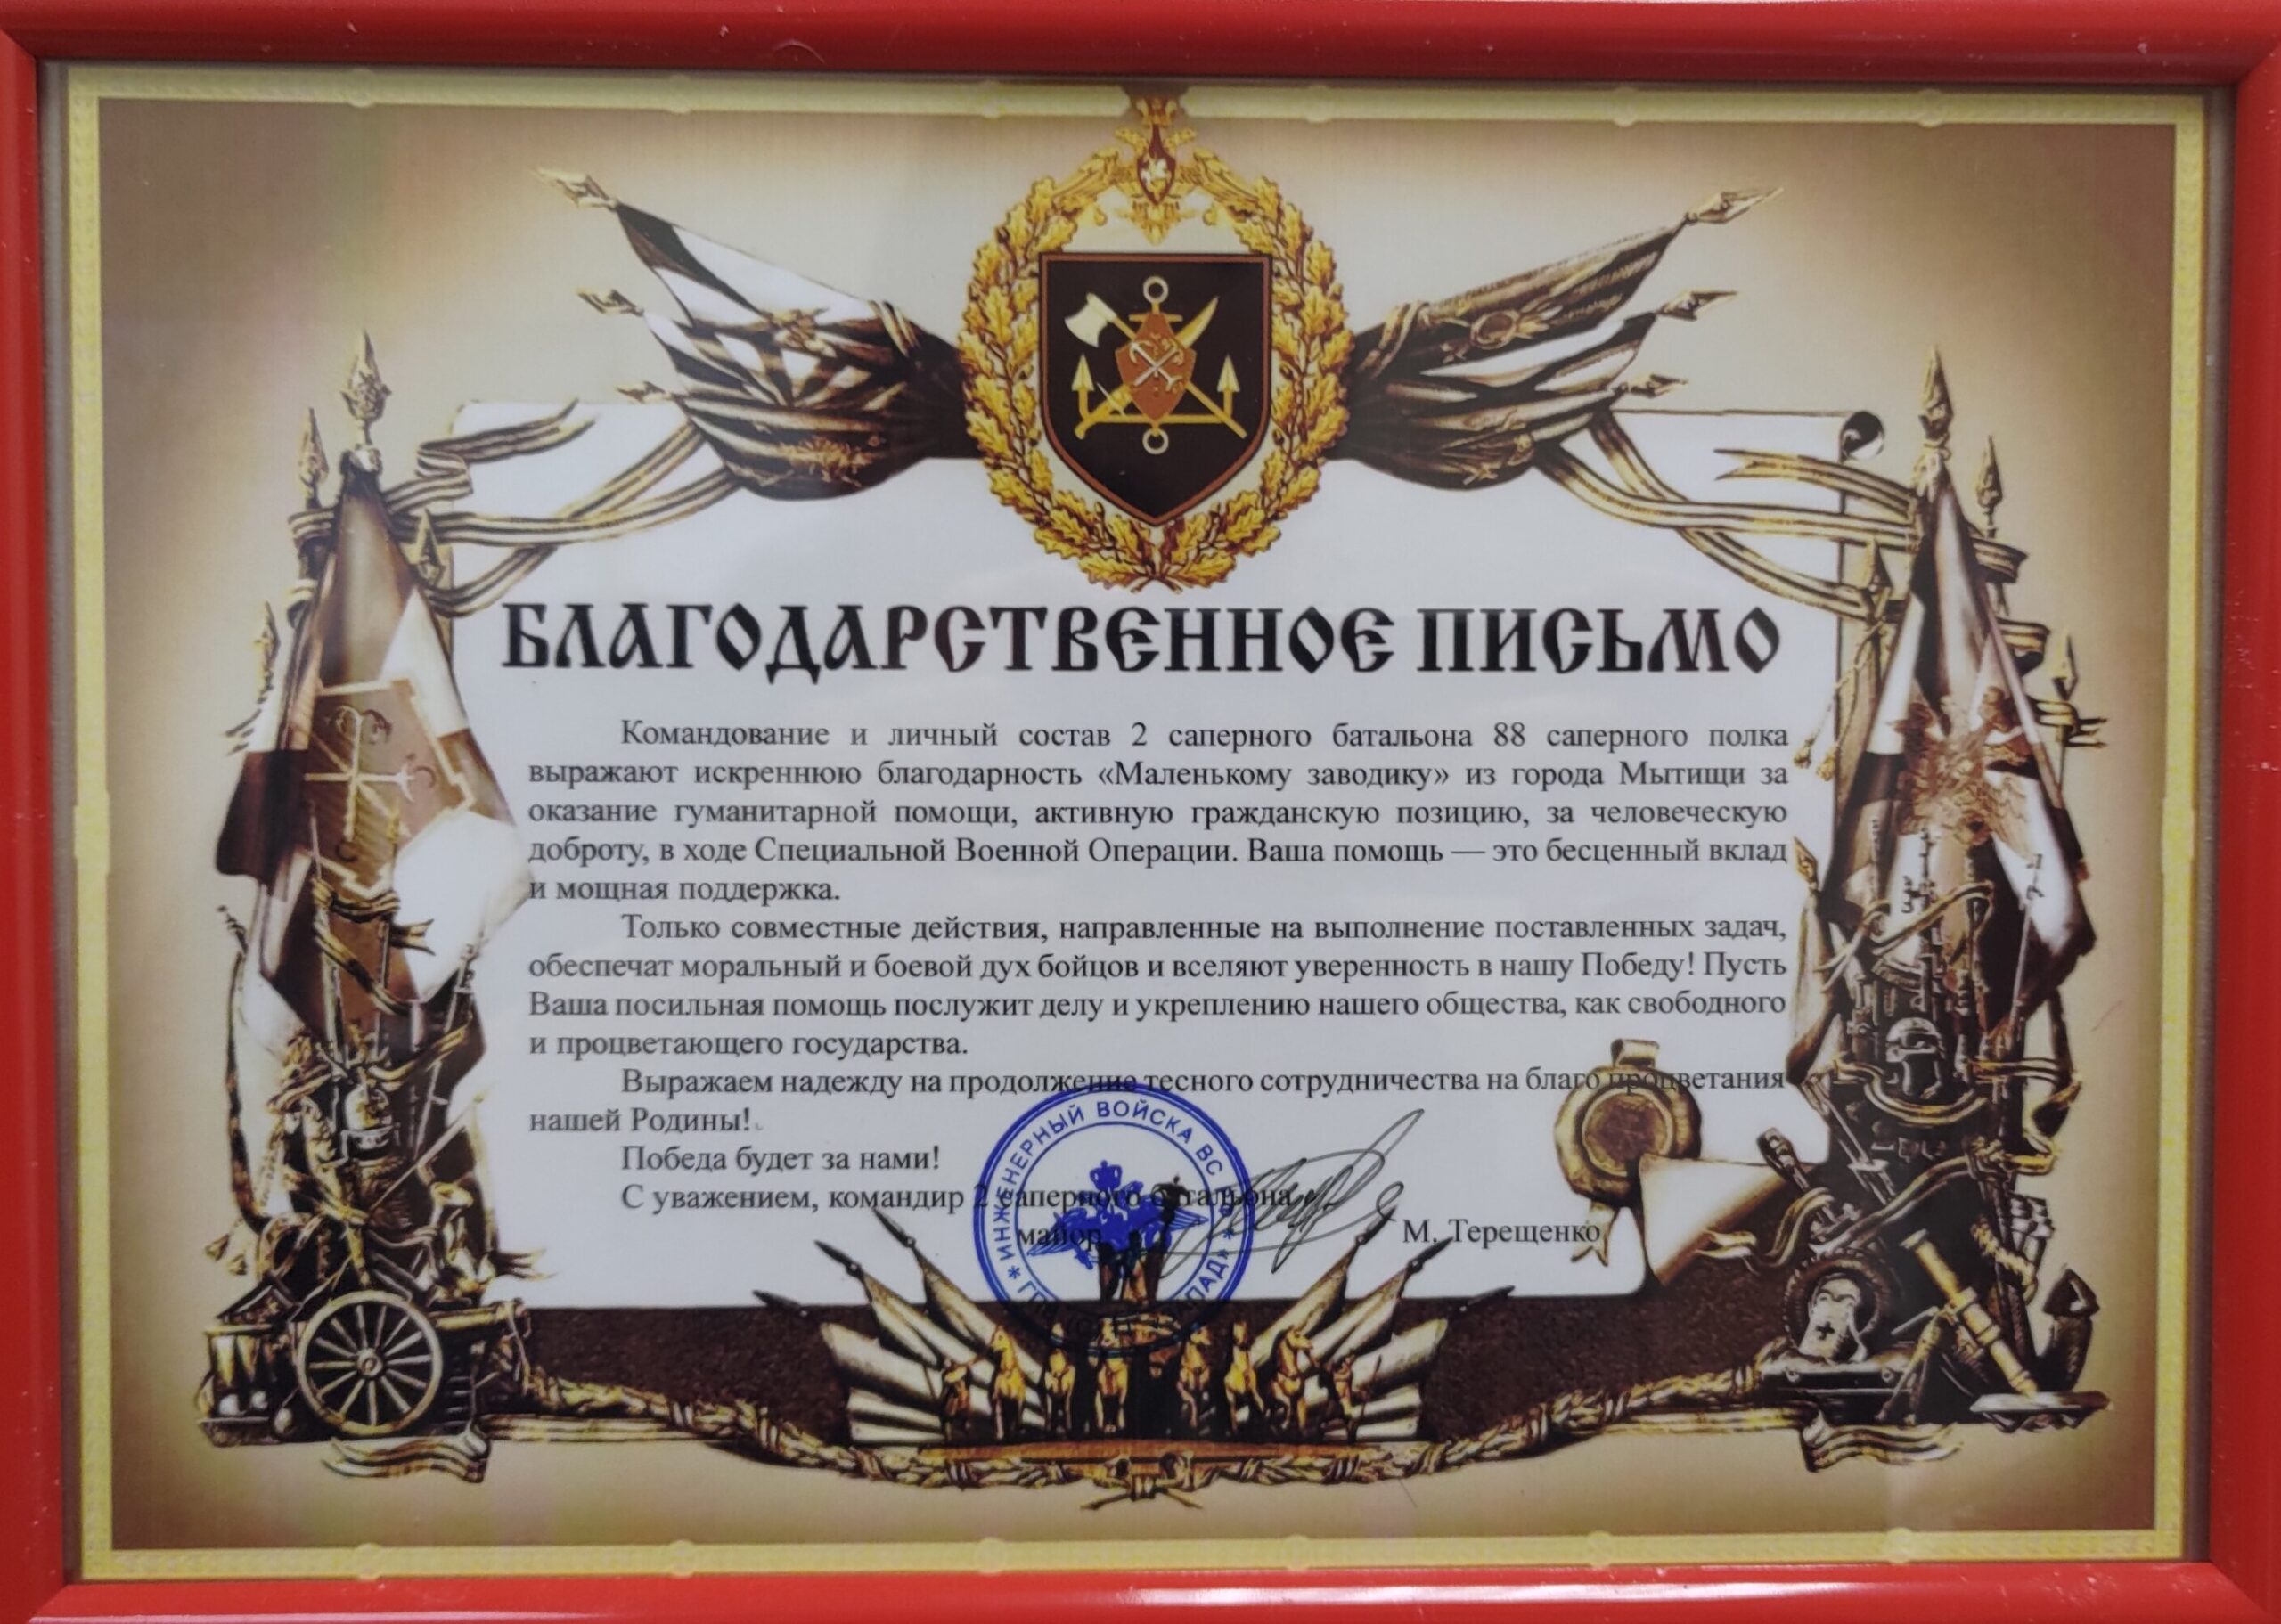 БЛАГОДАРСТВЕННОЕ ПИСЬМО
Командование и личный состав 2 саперного батальона 88 саперного полка
выражают искреннюю благодарность «Маленькому заводику» из города Мытищи за
оказание гуманитарной помощи, активную гражданскую позицию, за человеческую
доброту, в ходе Специальной Военной Операции. Ваша помощь — это бесценный вклад
и мощная поддержка.
Только совместные действия, направленные на выполнение поставленных задач,
обеспечат моральный и боевой дух бойцов и вселяют уверенность в нашу Победу! Пусть
Ваша посильная помощь послужит делу и укреплению нашего общества, как свободного
и процветающего государства.
Выражаем надежду на продолжение тесного сотрудничества на благо процветания
нашей Родины!
Победа будет за нами!
С уважением, командир 2 саперного батальона
майор М. Терещенко
* ИНЖЕНЕРНЫЙ ВОЙСКА ВС